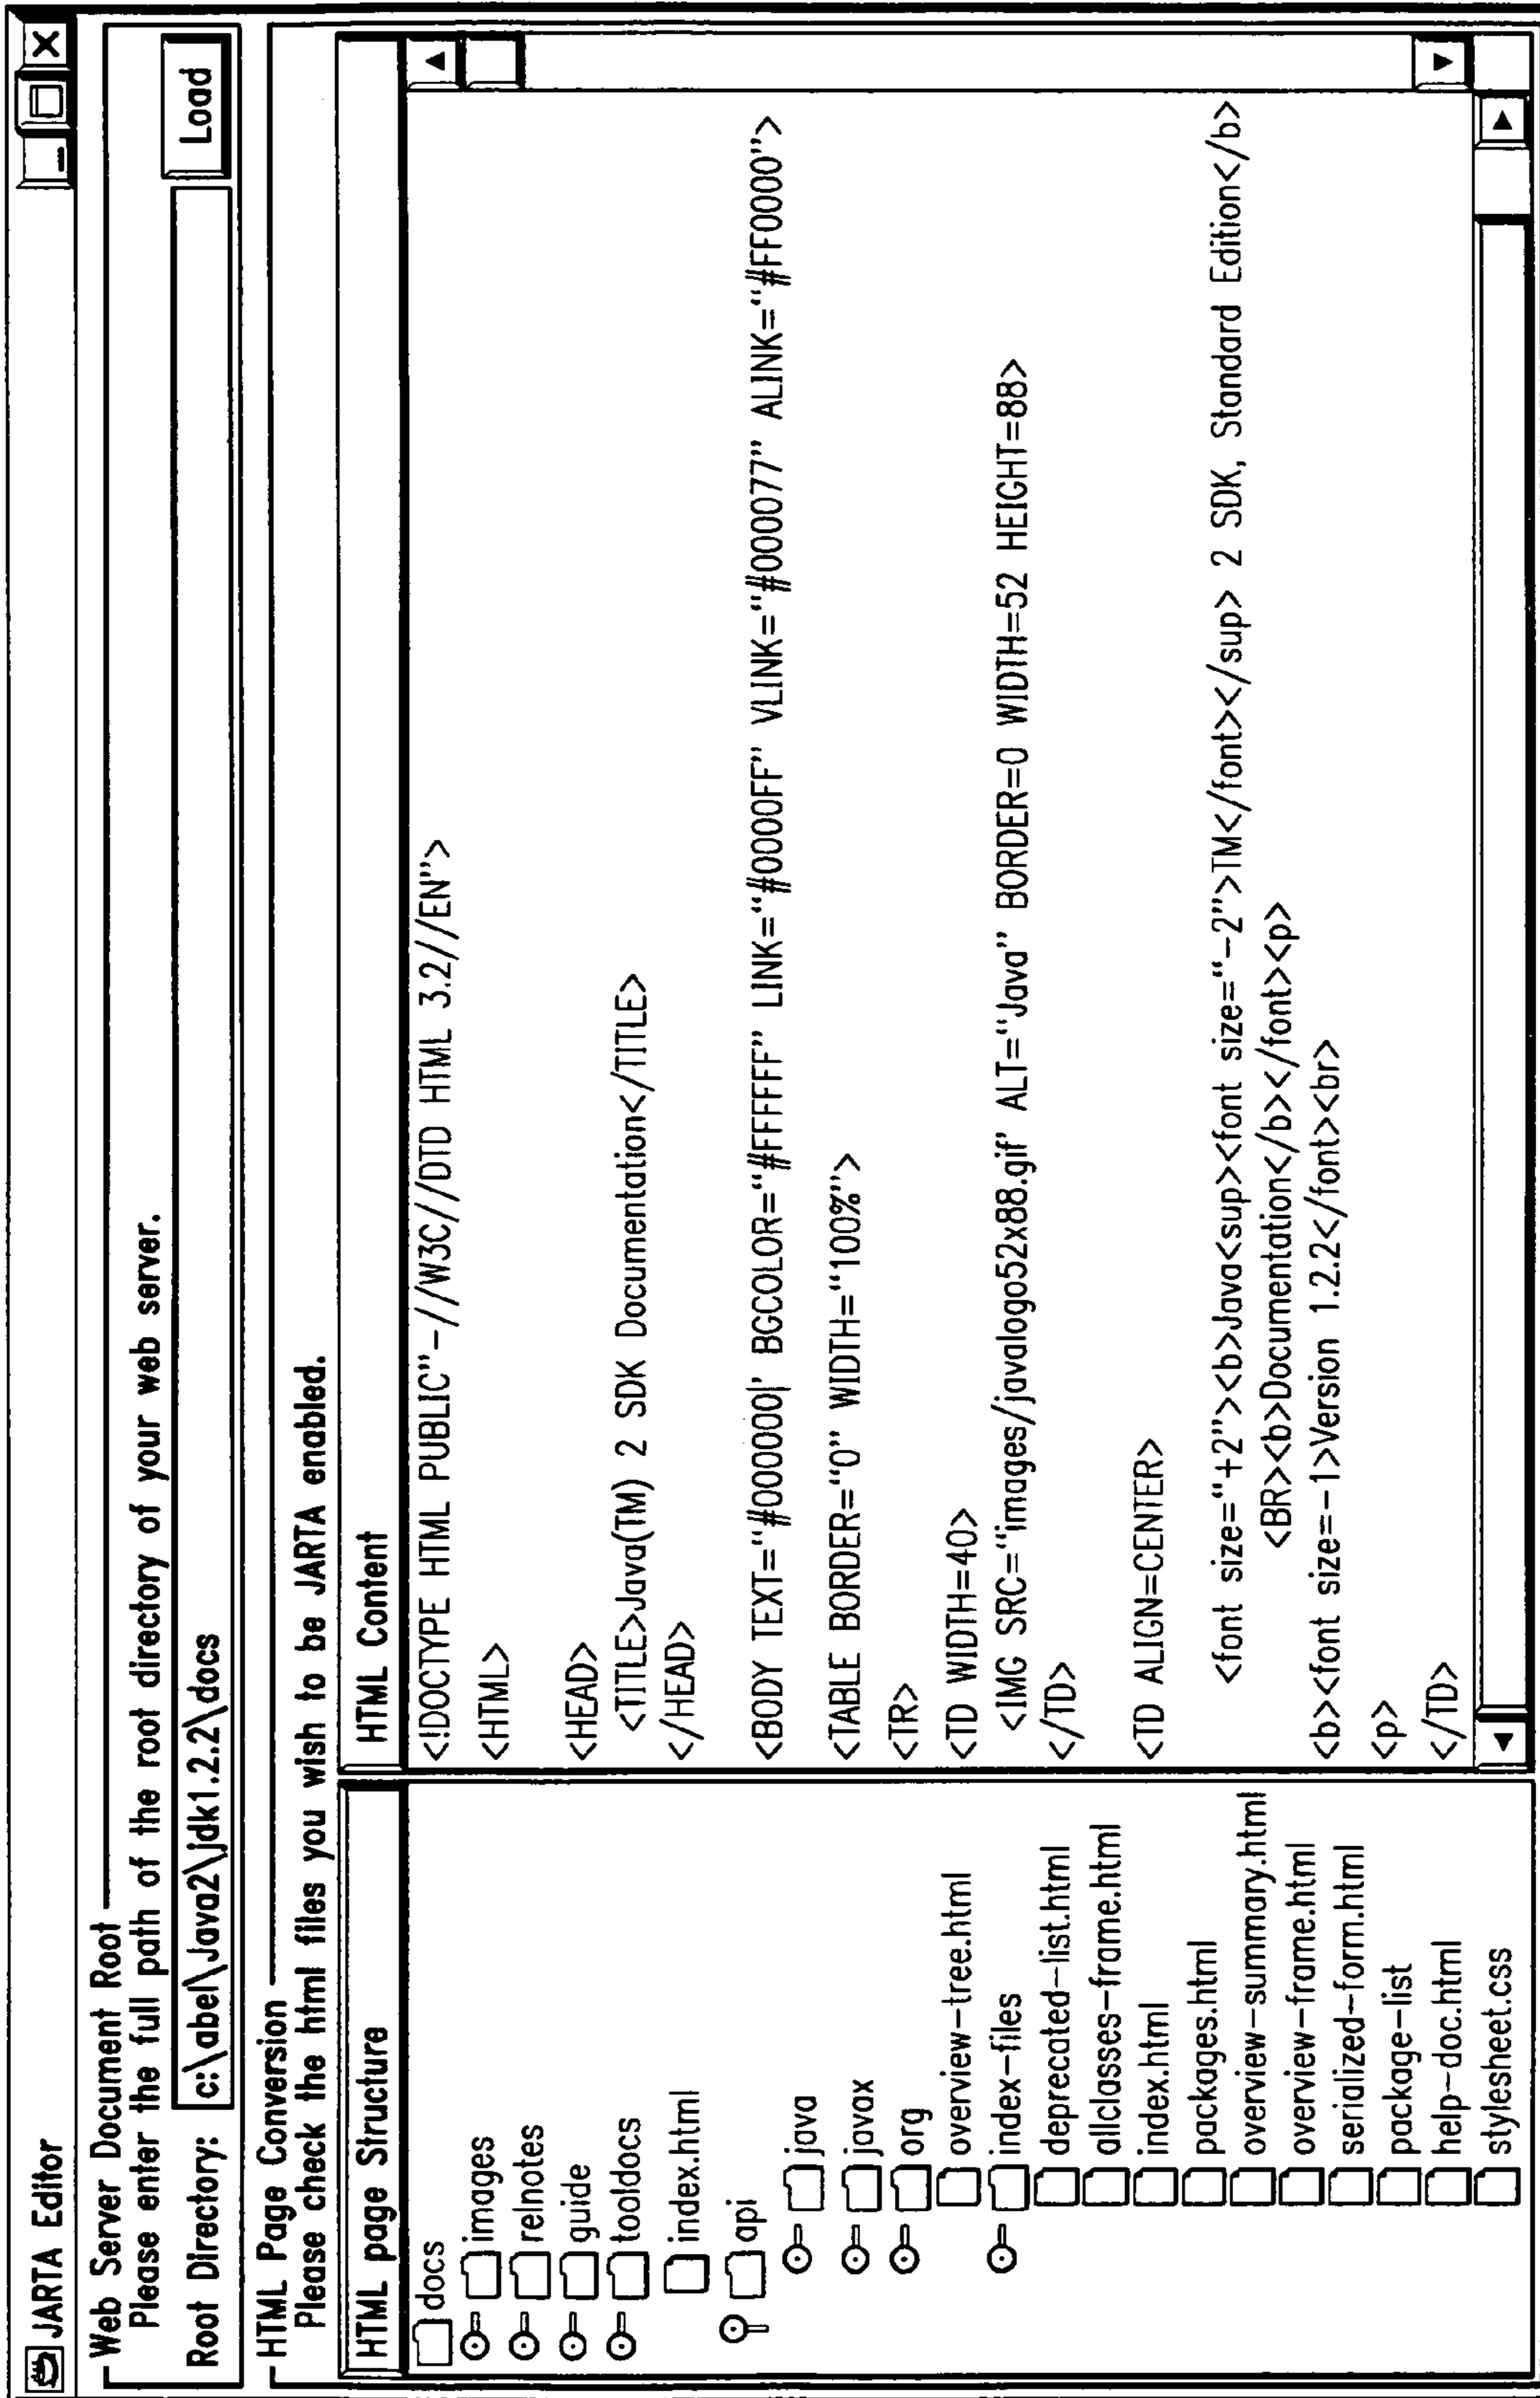 JARTA Editor
Web Server Document Root
Please enter the full path of the root directory of your web server.
Root Directory: c:\abel\Java2\jdk1.2.2\docs
Load
HTML Page Conversion
Please check the html files you wish to be JARTA enabled.
HTML page Structure
docs
images
relnotes
guide
tooldocs
index.html
api
java
javax
org
overview-tree.html
index-files
deprecated-list.html
allclasses-frame.html
index.html
packages.html
overview-summary.html
overview-frame.html
serialized-form.html
package-list
help-doc.html
stylesheet.css
HTML Content
<!DOCTYPE HTML PUBLIC"-//W3C//DTD HTML 3.2//EN">
<HTML>
<HEAD>
<TITLE>Java(TM) 2 SDK Documentation</TITLE>
</HEAD>
<BODY TEXT="#000000|' BGCOLOR="#FFFFFF" LINK="#0000FF" VLINK="#000077" ALINK="#FF0000">
<TABLE BORDER="0" WIDTH="100%">
<TR>
<TD WIDTH=40>
<IMG SRC="images/javalogo52x88.gif' ALT="Java" BORDER=0 WIDTH=52 HEIGHT=88>
</TD>
<TD ALIGN=CENTER>
<font size="+2"><b>Java<sup><font size="-2">TM</font></sup> 2 SDK, Standard Edition</b>
<BR><b>Documentation</b></font><p>
<b><font size=-1>Version 1.2.2</font><br>
<p>
</TD>